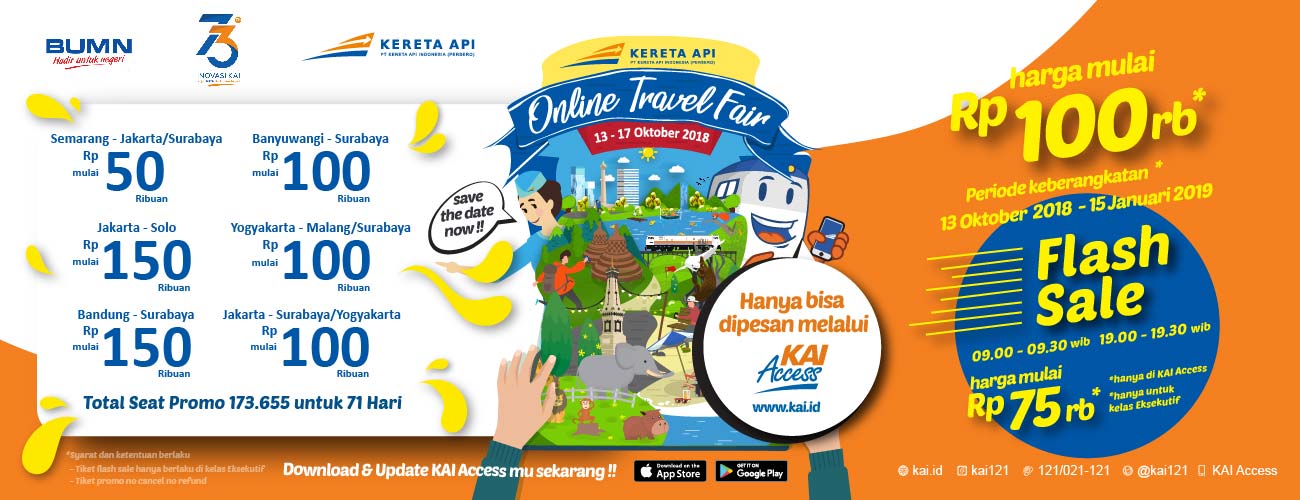 BUMN
Hadir untuk negeri
73
INOVASI KAI
KERETA API
PT KERETA API INDONESIA (PERSERO)
Semarang - Jakarta/Surabaya
Rp
mulai
50
Ribuan
Banyuwangi - Surabaya
Rp
mulai
100
Ribuan
Jakarta - Solo
Rp
mulai
150
Ribuan
Yogyakarta - Malang/Surabaya
Rp
mulai
100
Ribuan
Bandung - Surabaya
Rp
mulai
150
Ribuan
Jakarta - Surabaya/Yogyakarta
Rp
mulai
100
Ribuan
Total Seat Promo 173.655 untuk 71 Hari
*Syarat dan ketentuan berlaku
- Tiket flash sale hanya berlaku di kelas Eksekutif
- Tiket promo no cancel no refund
KERETA API
PT KERETA API INDONESIA (PERSERO)
Online Travel Fair
13 - 17 Oktober 2018
save
the date
now !!
Hanya bisa
dipesan melalui
KAI
Access
www.kai.id
Download & Update KAI Access mu sekarang !!
Download on the
App Store
GET IT ON
Google Play
harga mulai
Rp 100 rb*
Periode keberangkatan *
13 Oktober 2018 - 15 Januari 2019
Flash
Sale
09.00 - 09.30 wib 19.00 - 19.30 wib
harga mulai
Rp 75 rb*
*hanya di KAI Access
*hanya untuk
kelas Eksekutif
kai.id kai121 121/021-121 @kai121 KAI Access